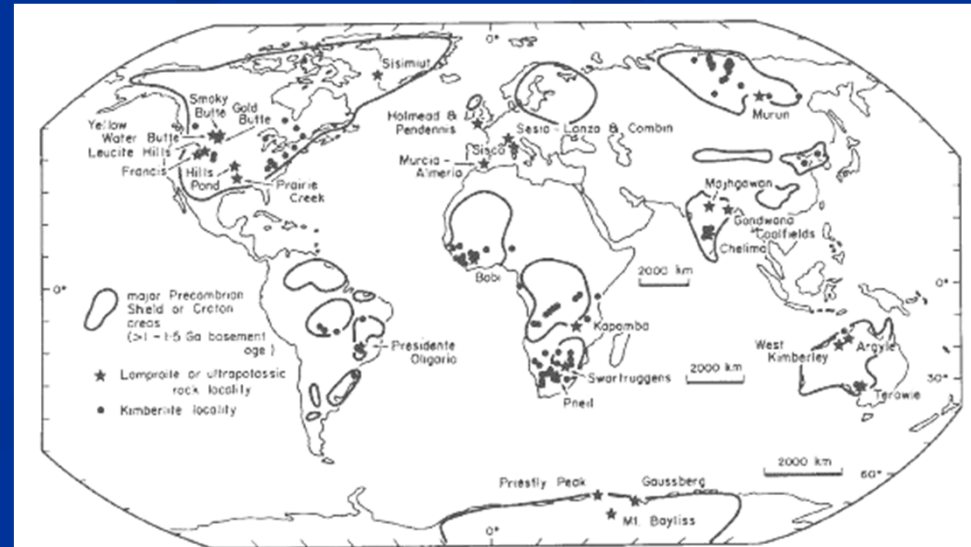 0°
Sisimiut
Smoky
Butte
Gold
Butte
Yellow
Water Butte
Leucite Hills
Francis
Hills
Pond
Prairie
Creek
Holmead &
Pendennis
Sesia-Lanza & Combin
Sisco
Murcia-
Almeria
Murun
Majhgawan
Gondwana
Coalfields
Chelima
2000 km
Bobi
0°
0°
major Precambrian
Shield or Craton
areas
(>1-1·5 Ga basement
age)
Lamproite or ultrapotassic
rock locality
Kimberlite locality
Presidente
Oligario
Kapamba
Swartruggens
Pneil
2000 km
West
Kimberley
Argyle
30°
Terowie
2000 km
60°
Priestly Peak
Gaussberg
Mt. Bayliss
0°